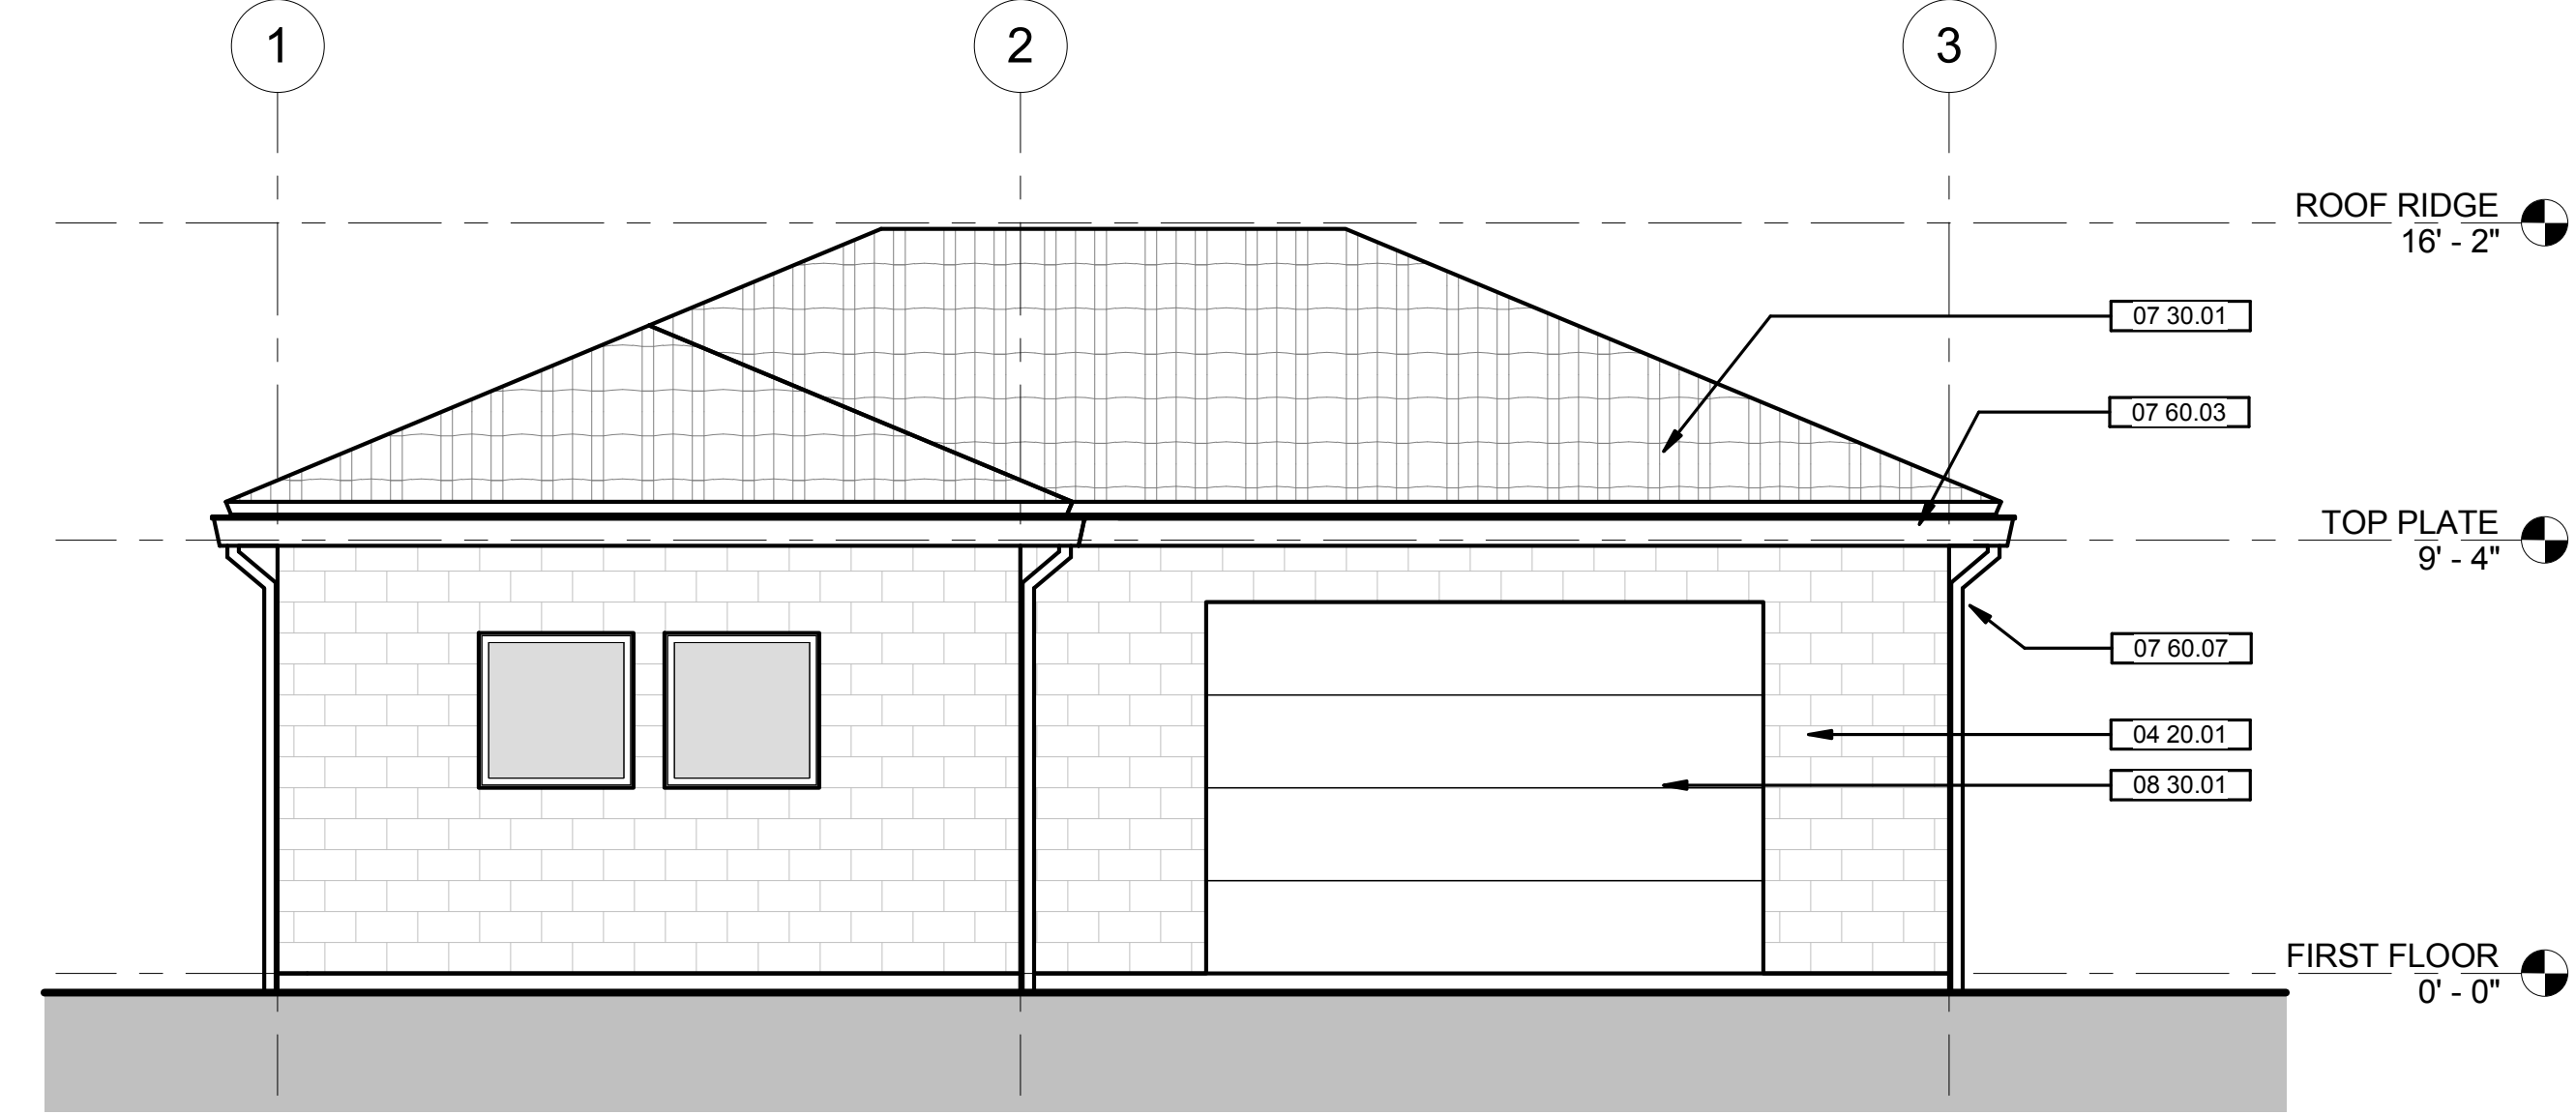 1
2
3
ROOF RIDGE
16' - 2"
07 30.01
07 60.03
TOP PLATE
9' - 4"
07 60.07
04 20.01
08 30.01
FIRST FLOOR
0' - 0"